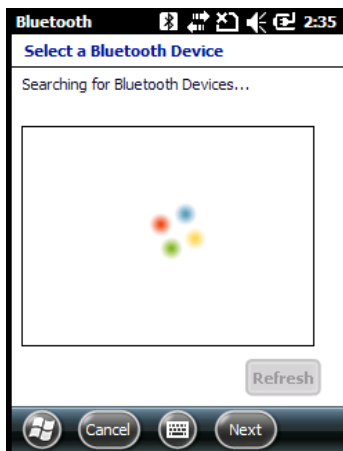 Bluetooth 2:35
Select a Bluetooth Device
Searching for Bluetooth Devices...
Refresh
Cancel Next